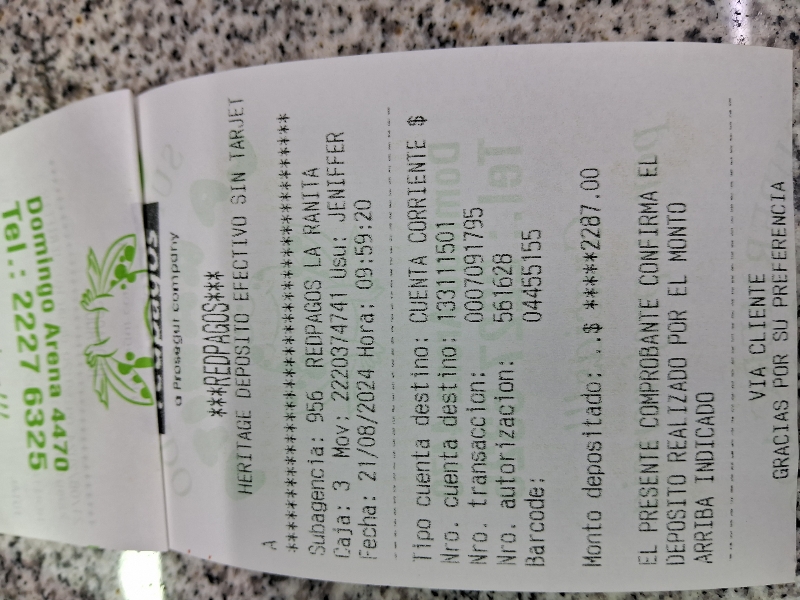 Domingo Arena 4470
Tel.: 2227 6325
a Prosegur company
***REDPAGOS***
HERITAGE DEPOSITO EFECTIVO SIN TARJET
A
****************************************
Subagencia: 956 REDPAGOS LA RANITA
Caja: 3 Mov: 2220374741 Usu: JENIFFER
Fecha: 21/08/2024 Hora: 09:59:20
Tipo cuenta destino: CUENTA CORRIENTE $
Nro. cuenta destino: 1331111501
Nro. transaccion: 0007091795
Nro. autorizacion: 561628
Barcode: 04455155
Monto depositado: ..$ *****2287.00
EL PRESENTE COMPROBANTE CONFIRMA EL
DEPOSITO REALIZADO POR EL MONTO
ARRIBA INDICADO
VIA CLIENTE
GRACIAS POR SU PREFERENCIA